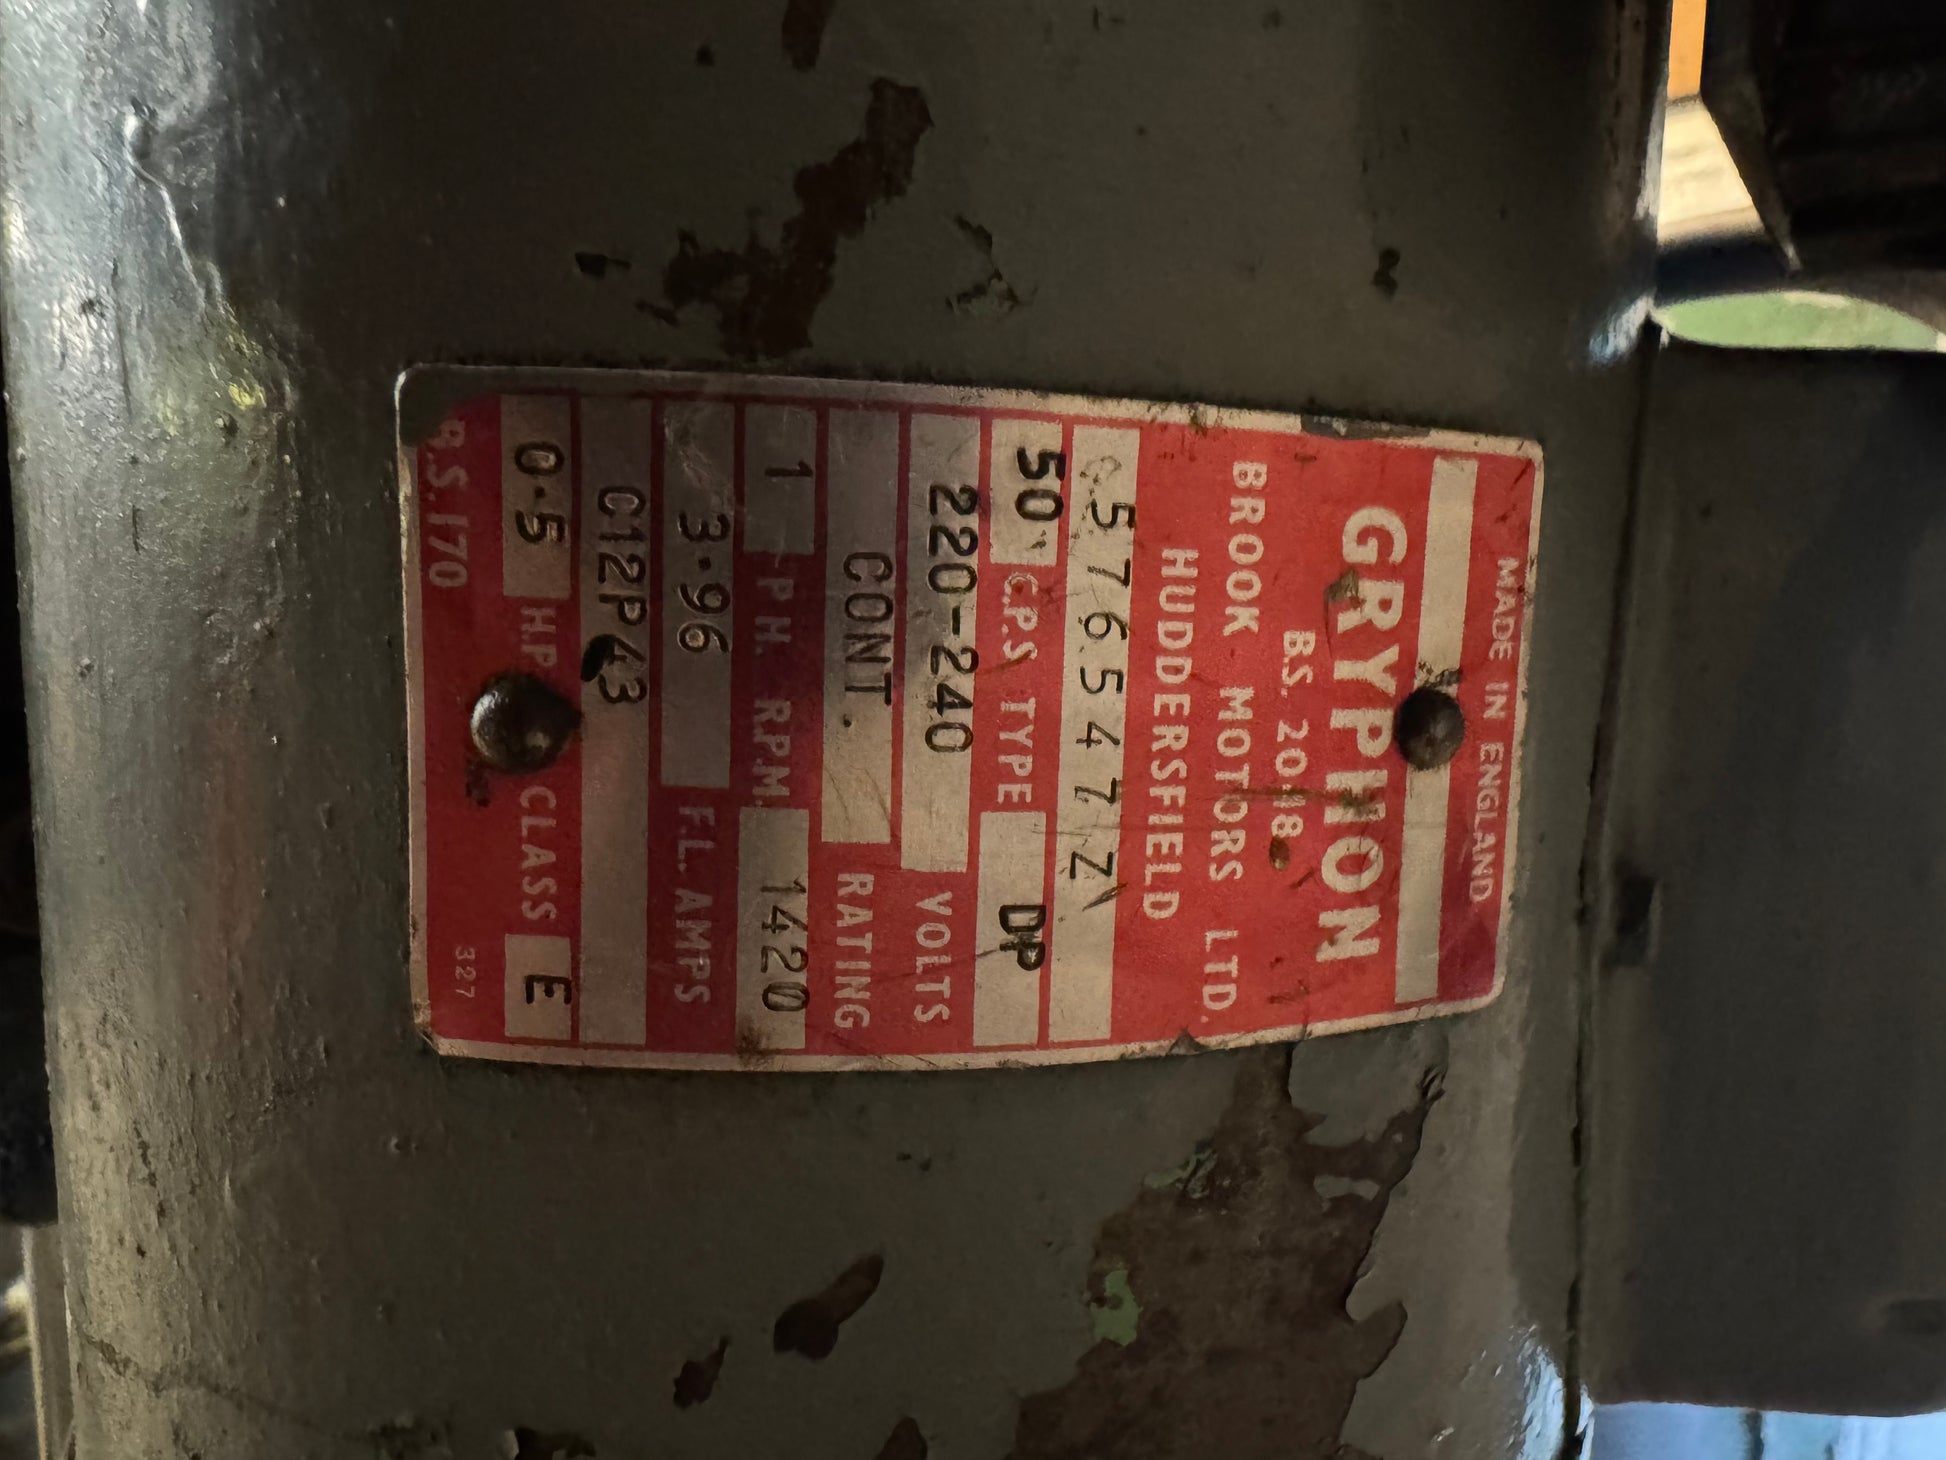 MADE IN ENGLAND
GRYPHON
B.S. 2048
BROOK MOTORS LTD.
HUDDERSFIELD
576547Z
50 C.P.S TYPE DP
220-240 VOLTS
CONT. RATING
1 PH. R.P.M. 1420
3·96 F.L. AMPS
C12P43
0·5 H.P. CLASS E
B.S.170 327